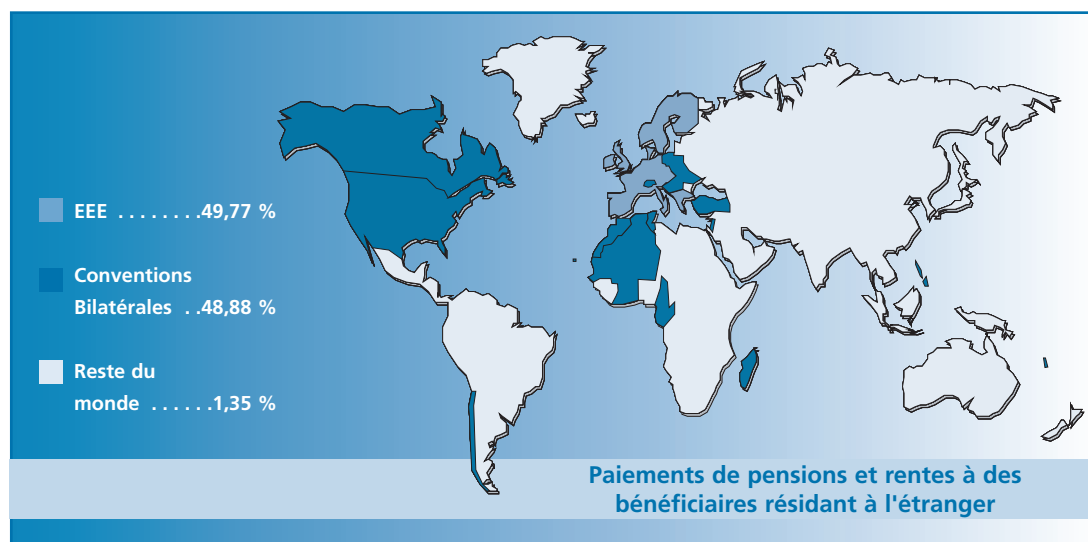 EEE . . . . . . . .49,77 %
Conventions
Bilatérales . .48,88 %
Reste du
monde . . . . . .1,35 %
Paiements de pensions et rentes à des
bénéficiaires résidant à l'étranger